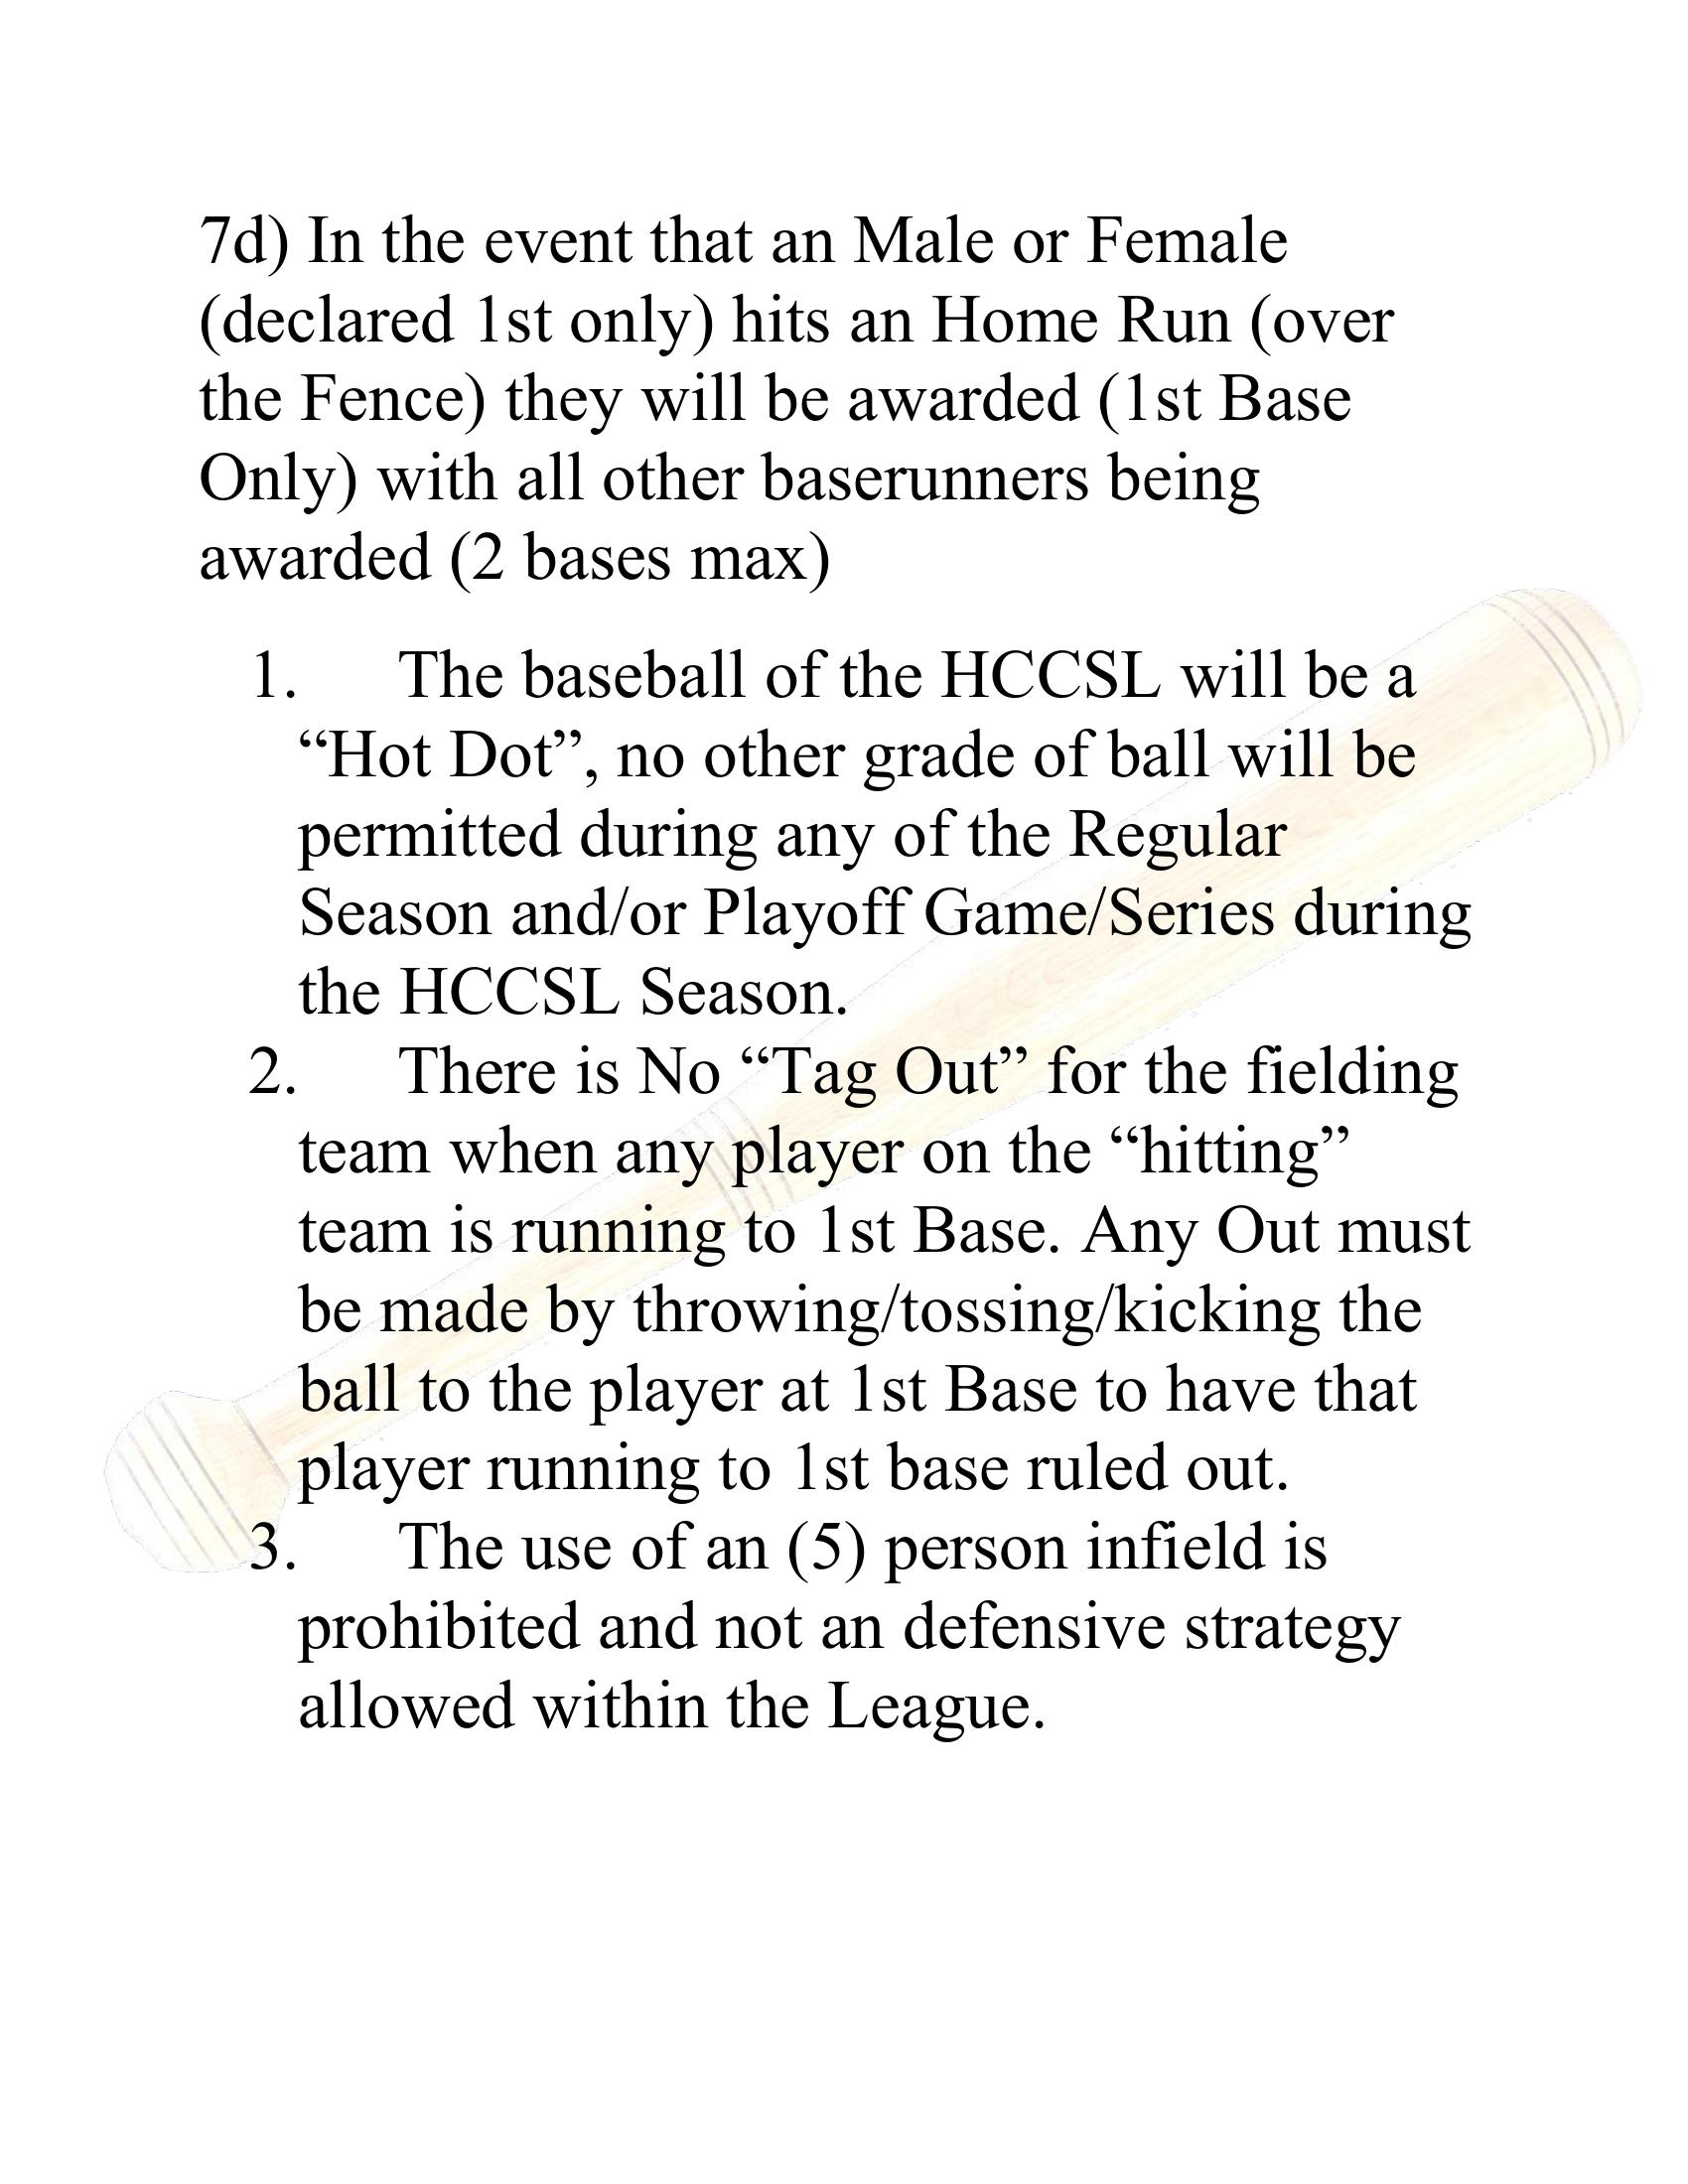 7d) In the event that an Male or Female
(declared 1st only) hits an Home Run (over
the Fence) they will be awarded (1st Base
Only) with all other baserunners being
awarded (2 bases max)
1. The baseball of the HCCSL will be a
“Hot Dot”, no other grade of ball will be
permitted during any of the Regular
Season and/or Playoff Game/Series during
the HCCSL Season.
2. There is No “Tag Out” for the fielding
team when any player on the “hitting”
team is running to 1st Base. Any Out must
be made by throwing/tossing/kicking the
ball to the player at 1st Base to have that
player running to 1st base ruled out.
3. The use of an (5) person infield is
prohibited and not an defensive strategy
allowed within the League.